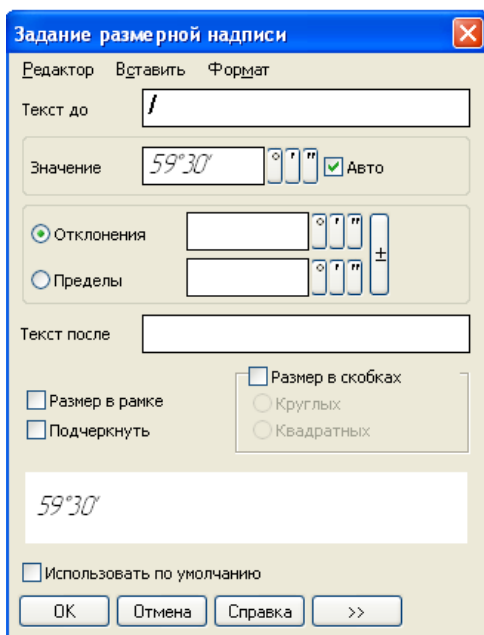 Задание размерной надписи
Редактор Вставить Формат
Текст до
Значение 59°30' ° ' " Авто
Отклонения ° ' "
±
Пределы ° ' "
Текст после
Размер в скобках
Размер в рамке Круглых
Подчеркнуть Квадратных
59°30'
Использовать по умолчанию
OK Отмена Справка >>